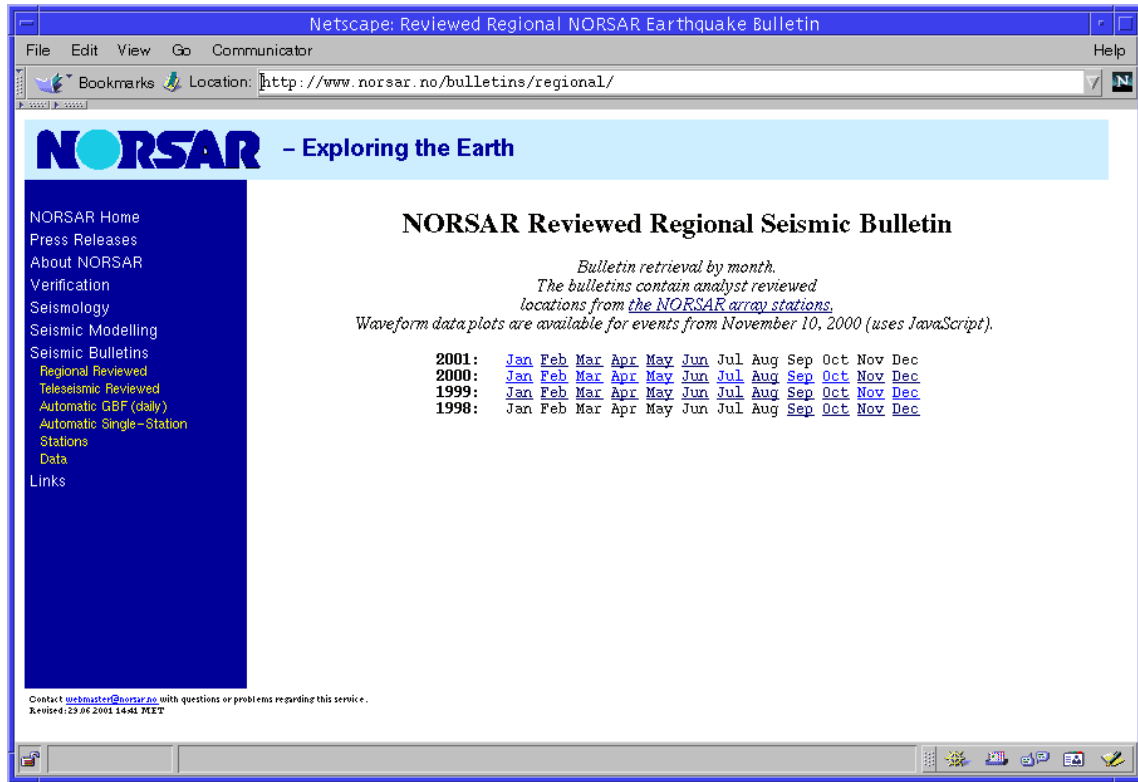 Netscape: Reviewed Regional NORSAR Earthquake Bulletin
File Edit View Go Communicator Help
Bookmarks Location: http://www.norsar.no/bulletins/regional/ N
NORSAR – Exploring the Earth
NORSAR Home
Press Releases
About NORSAR
Verification
Seismology
Seismic Modelling
Seismic Bulletins
Regional Reviewed
Teleseismic Reviewed
Automatic GBF (daily)
Automatic Single–Station
Stations
Data
Links
NORSAR Reviewed Regional Seismic Bulletin
Bulletin retrieval by month.
The bulletins contain analyst reviewed
locations from the NORSAR array stations.
Waveform data plots are available for events from November 10, 2000 (uses JavaScript).
2001: Jan Feb Mar Apr May Jun Jul Aug Sep Oct Nov Dec
2000: Jan Feb Mar Apr May Jun Jul Aug Sep Oct Nov Dec
1999: Jan Feb Mar Apr May Jun Jul Aug Sep Oct Nov Dec
1998: Jan Feb Mar Apr May Jun Jul Aug Sep Oct Nov Dec
Contact webmaster@norsar.no with questions or problems regarding this service.
Revised: 29.06.2001 14:41 MET